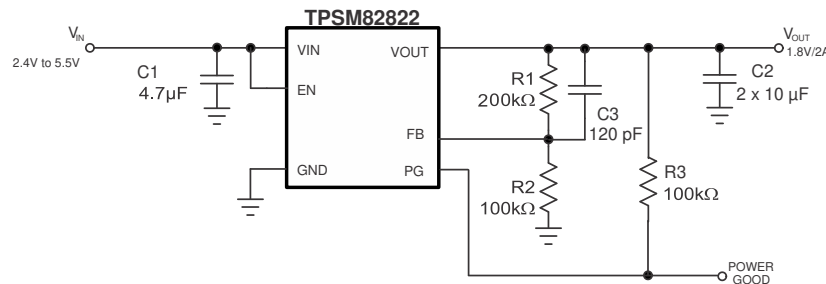 TPSM82822
VIN
2.4V to 5.5V
C1
4.7µF
VIN
EN
GND
VOUT
FB
PG
R1
200kΩ
C3
120 pF
R2
100kΩ
R3
100kΩ
VOUT
1.8V/2A
C2
2 x 10 µF
POWER
GOOD